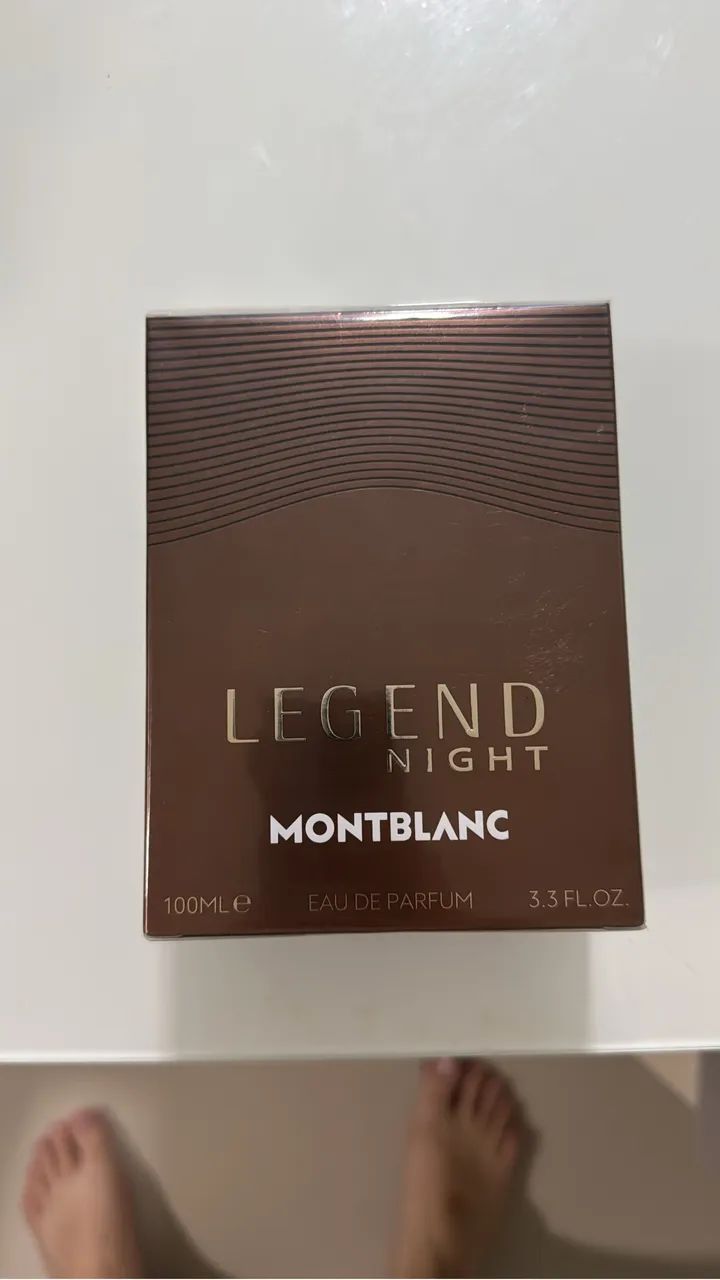 LEGEND
NIGHT
MONTBLANC
100ML℮ EAU DE PARFUM 3.3 FL.OZ.